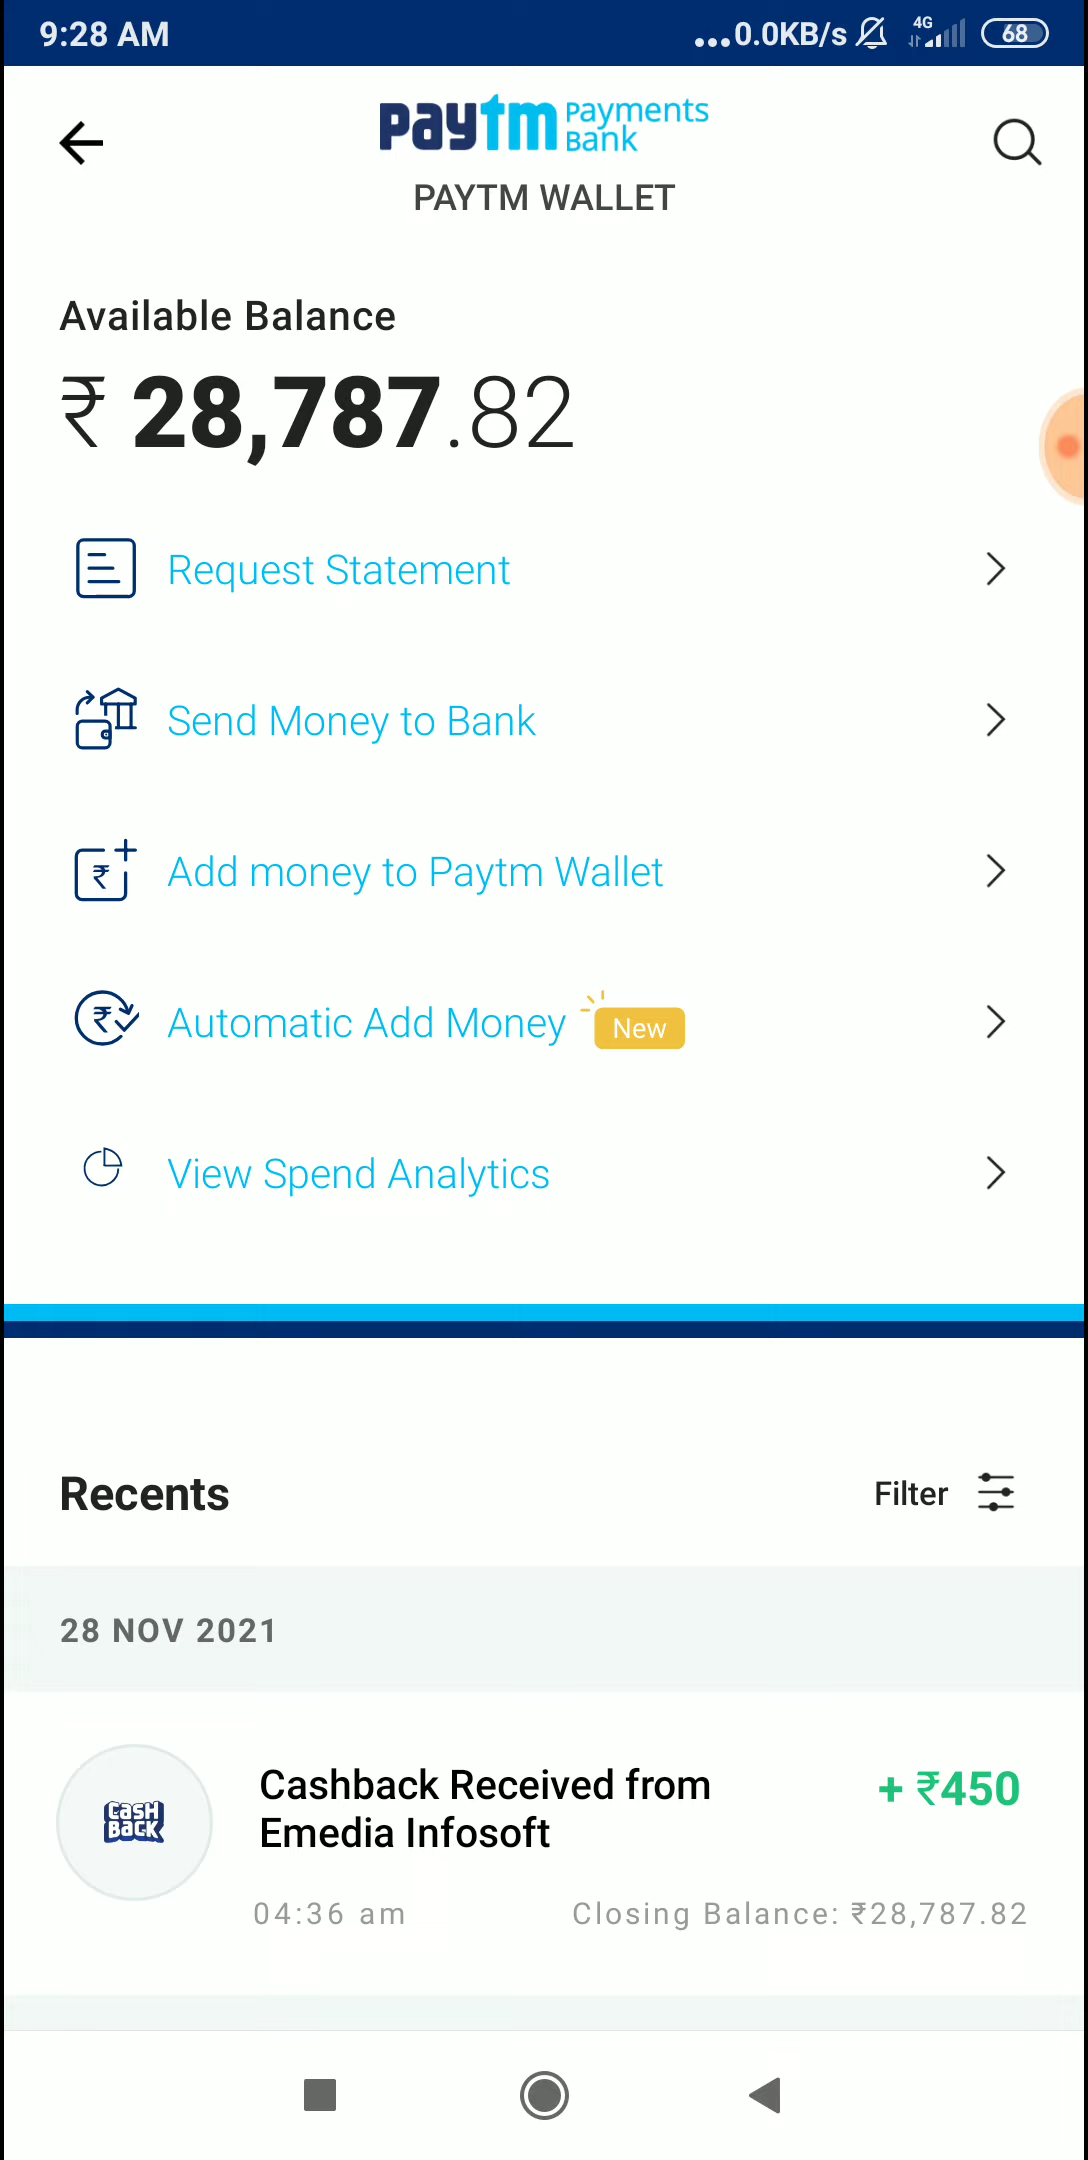 9:28 AM
...0.0KB/s 4G 68
paytm Payments
Bank
PAYTM WALLET
Available Balance
₹ 28,787.82
Request Statement
Send Money to Bank
₹ Add money to Paytm Wallet
₹ Automatic Add Money New
View Spend Analytics
Recents
Filter
28 NOV 2021
CASH
BACK
Cashback Received from
Emedia Infosoft
+ ₹450
04:36 am
Closing Balance: ₹28,787.82